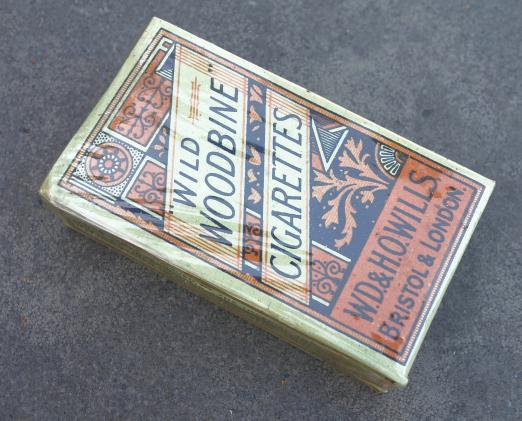 "WILD
WOODBINE"
CIGARETTES
W.D.& H.O.WILLS.
BRISTOL & LONDON.